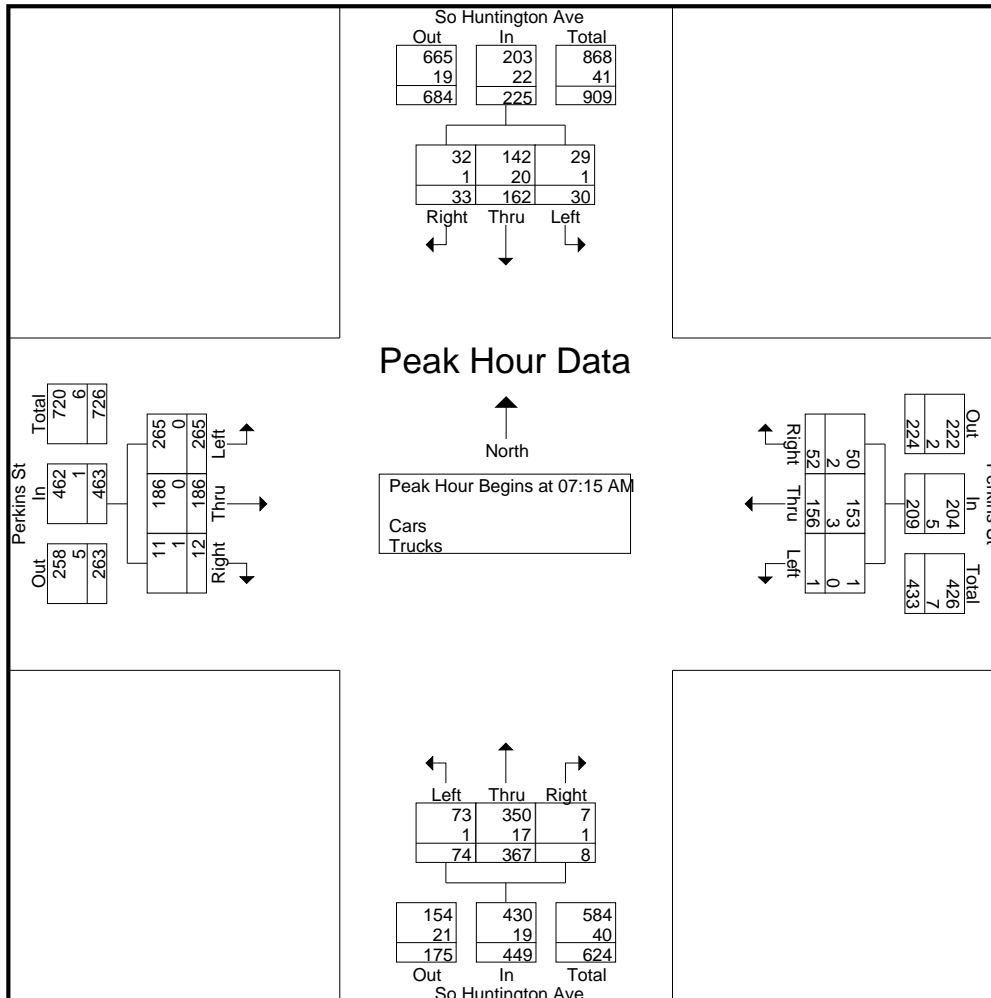 So Huntington Ave
Out In Total
665 203 868
19 22 41
684 225 909
32 142 29
1 20 1
33 162 30
Right Thru Left
Peak Hour Data
North
Peak Hour Begins at 07:15 AM
Cars
Trucks
Perkins St
Total In Out
720 462 258
6 1 5
726 463 263
265 186 11
0 0 1
265 186 12
Left Thru Right
Perkins St
Out In Total
222 204 426
2 5 7
224 209 433
50 153 1
2 3 0
52 156 1
Right Thru Left
Left Thru Right
73 350 7
1 17 1
74 367 8
154 430 584
21 19 40
175 449 624
Out In Total
So Huntington Ave